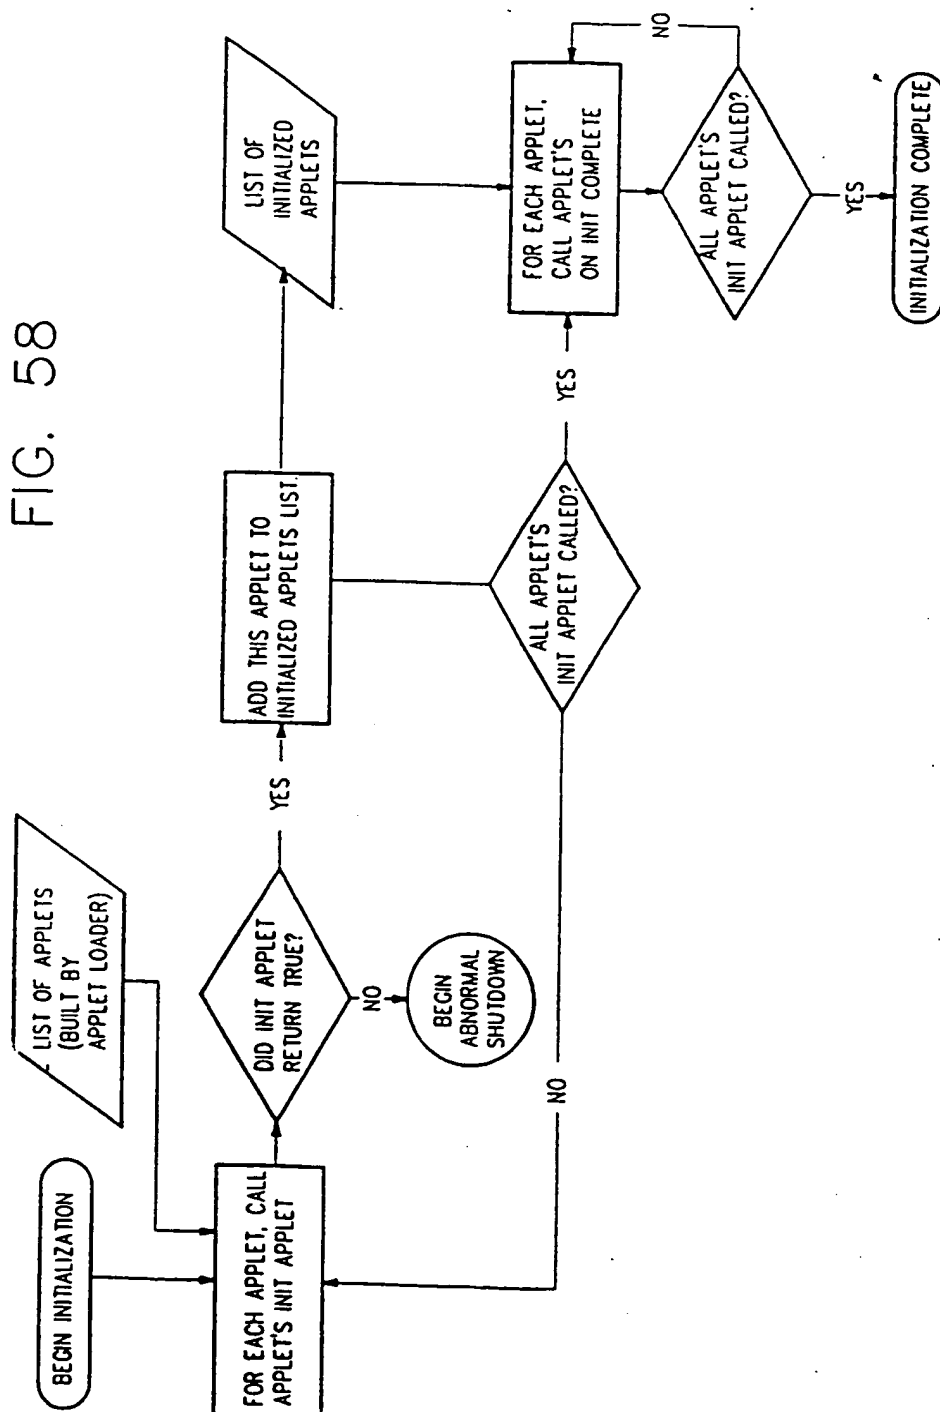 FIG. 58
BEGIN INITIALIZATION
LIST OF APPLETS
(BUILT BY
APPLET LOADER)
FOR EACH APPLET, CALL
APPLET'S INIT APPLET
DID INIT APPLET
RETURN TRUE?
YES
NO
BEGIN
ABNORMAL
SHUTDOWN
ADD THIS APPLET TO
INITIALIZED APPLETS LIST.
LIST OF
INITIALIZED
APPLETS
ALL APPLET'S
INIT APPLET CALLED?
NO
YES
FOR EACH APPLET,
CALL APPLET'S
ON INIT COMPLETE
ALL APPLET'S
INIT APPLET CALLED?
NO
YES
INITIALIZATION COMPLETE